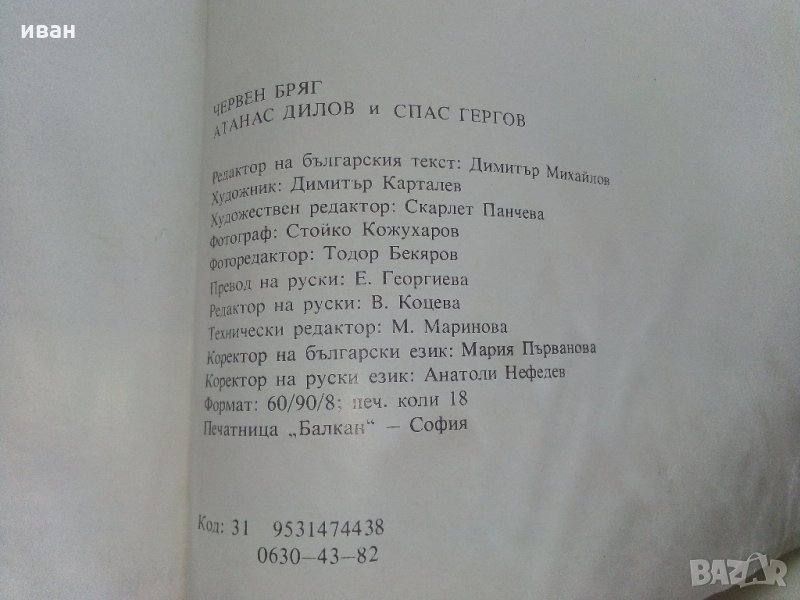 иван
ЧЕРВЕН БРЯГ
АТАНАС ДИЛОВ и СПАС ГЕРГОВ
Редактор на българския текст: Димитър Михайлов
Художник: Димитър Карталев
Художествен редактор: Скарлет Панчева
Фотограф: Стойко Кожухаров
Фоторедактор: Тодор Бекяров
Превод на руски: Е. Георгиева
Редактор на руски: В. Коцева
Технически редактор: М. Маринова
Коректор на български език: Мария Първанова
Коректор на руски език: Анатоли Нефедев
Формат: 60/90/8; печ. коли 18
Печатница „Балкан“ — София
Код: 31 9531474438
0630—43—82
BAZAR